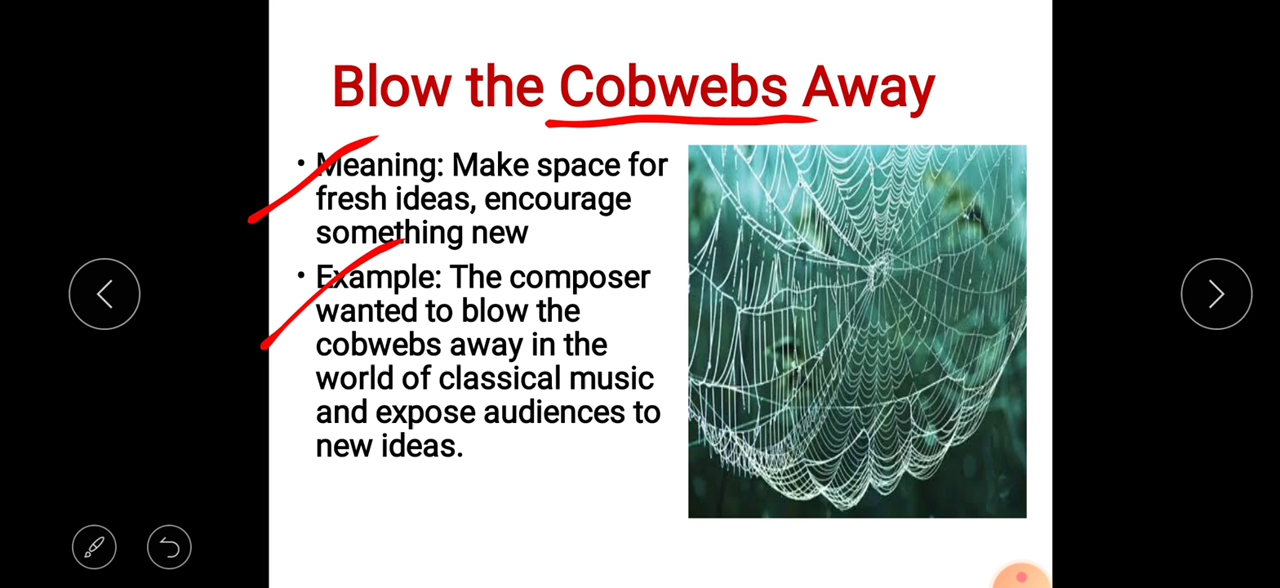 Blow the Cobwebs Away
• Meaning: Make space for
fresh ideas, encourage
something new
• Example: The composer
wanted to blow the
cobwebs away in the
world of classical music
and expose audiences to
new ideas.